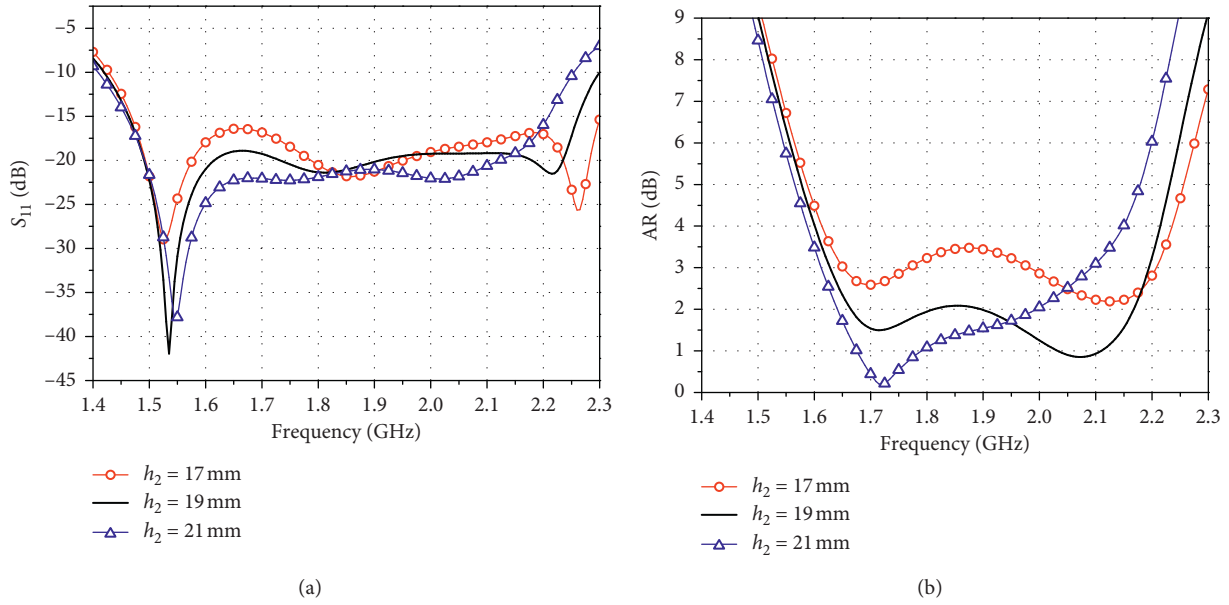 −5
−10
−15
−20
−25
−30
−35
−40
−45
S11 (dB)
1.4 1.5 1.6 1.7 1.8 1.9 2.0 2.1 2.2 2.3
Frequency (GHz)
h2 = 17 mm
h2 = 19 mm
h2 = 21 mm
(a)
9
8
7
6
5
4
3
2
1
0
AR (dB)
1.4 1.5 1.6 1.7 1.8 1.9 2.0 2.1 2.2 2.3
Frequency (GHz)
h2 = 17 mm
h2 = 19 mm
h2 = 21 mm
(b)